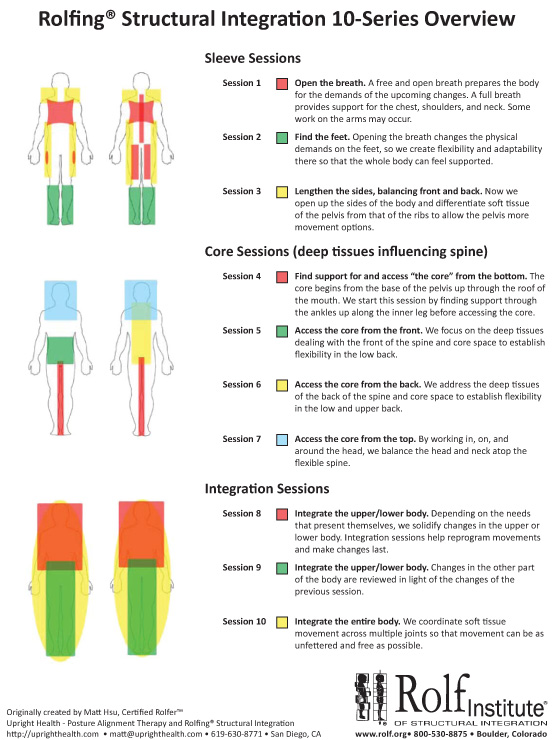 Rolfing® Structural Integration 10-Series Overview
Sleeve Sessions
Session 1 Open the breath. A free and open breath prepares the body
for the demands of the upcoming changes. A full breath
provides support for the chest, shoulders, and neck. Some
work on the arms may occur.
Session 2 Find the feet. Opening the breath changes the physical
demands on the feet, so we create flexibility and adaptability
there so that the whole body can feel supported.
Session 3 Lengthen the sides, balancing front and back. Now we
open up the sides of the body and differentiate soft tissue
of the pelvis from that of the ribs to allow the pelvis more
movement options.
Core Sessions (deep tissues influencing spine)
Session 4 Find support for and access “the core” from the bottom. The
core begins from the base of the pelvis up through the roof of
the mouth. We start this session by finding support through
the ankles up along the inner leg before accessing the core.
Session 5 Access the core from the front. We focus on the deep tissues
dealing with the front of the spine and core space to establish
flexibility in the low back.
Session 6 Access the core from the back. We address the deep tissues
of the back of the spine and core space to establish flexibility
in the low and upper back.
Session 7 Access the core from the top. By working in, on, and
around the head, we balance the head and neck atop the
flexible spine.
Integration Sessions
Session 8 Integrate the upper/lower body. Depending on the needs
that present themselves, we solidify changes in the upper or
lower body. Integration sessions help reprogram movements
and make changes last.
Session 9 Integrate the upper/lower body. Changes in the other part
of the body are reviewed in light of the changes of the
previous session.
Session 10 Integrate the entire body. We coordinate soft tissue
movement across multiple joints so that movement can be as
unfettered and free as possible.
Rolf Institute®
OF STRUCTURAL INTEGRATION
Originally created by Matt Hsu, Certified Rolfer™
Upright Health - Posture Alignment Therapy and Rolfing® Structural Integration
http://uprighthealth.com • matt@uprighthealth.com • 619-630-8771 • San Diego, CA
www.rolf.org• 800-530-8875 • Boulder, Colorado